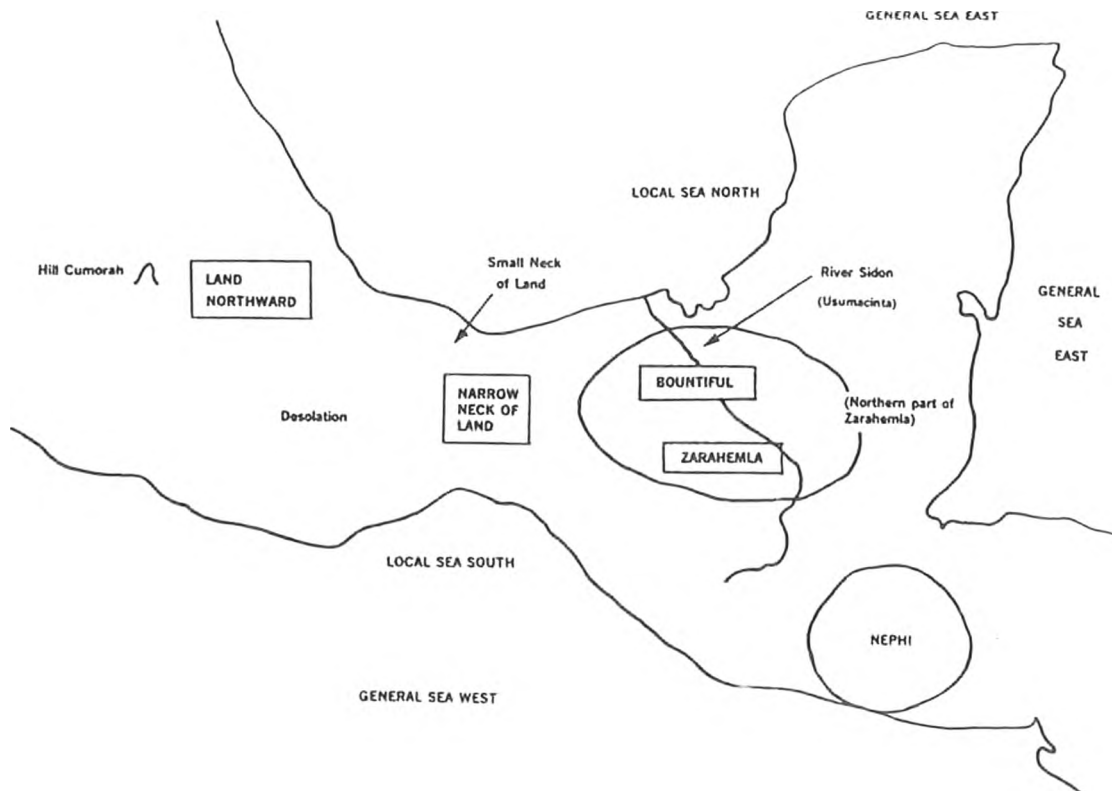 GENERAL SEA EAST
LOCAL SEA NORTH
Hill Cumorah
LAND
NORTHWARD
Small Neck
of Land
River Sidon
(Usumacinta)
GENERAL
SEA
EAST
BOUNTIFUL
NARROW
NECK OF
LAND
Desolation
(Northern part of
Zarahemla)
ZARAHEMLA
LOCAL SEA SOUTH
NEPHI
GENERAL SEA WEST